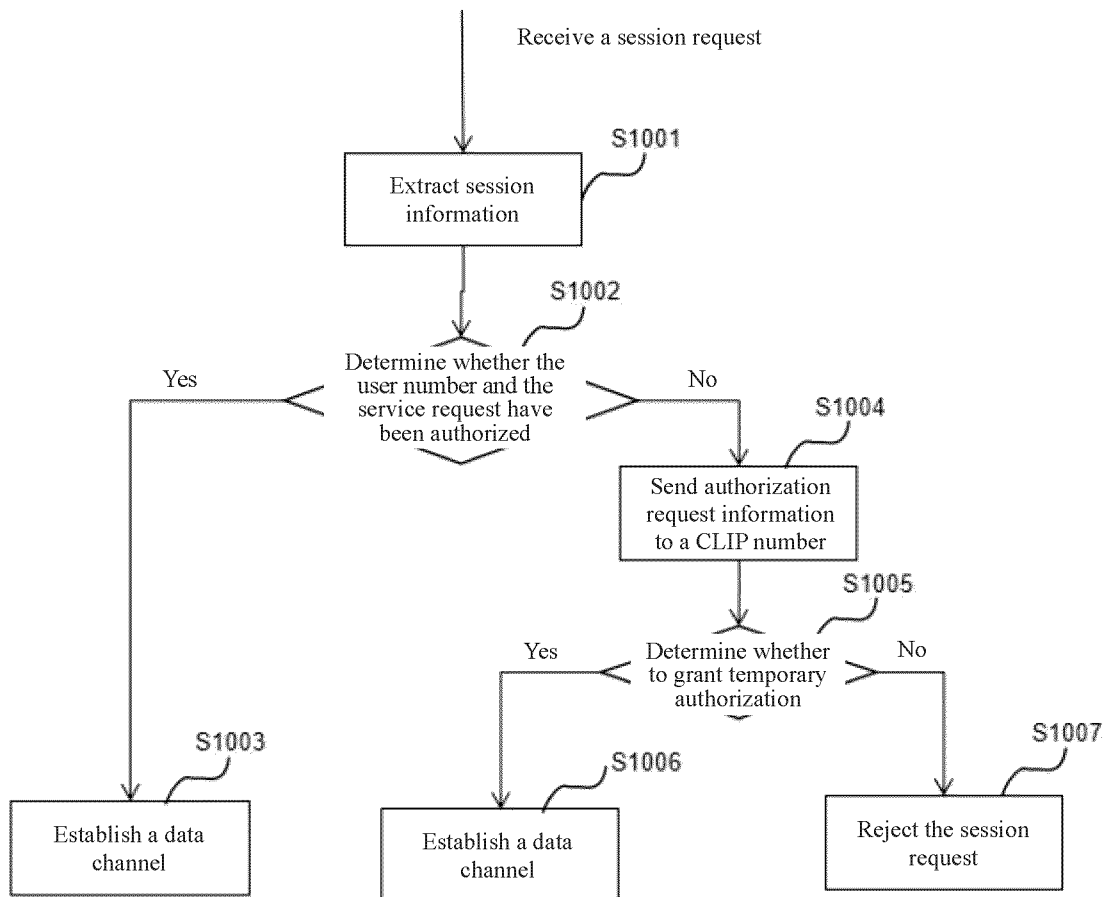 Receive a session request
S1001
Extract session
information
S1002
Determine whether the
user number and the
service request have
been authorized
Yes
No
S1004
Send authorization
request information
to a CLIP number
S1005
Determine whether
to grant temporary
authorization
Yes
No
S1003
Establish a data
channel
S1006
Establish a data
channel
S1007
Reject the session
request